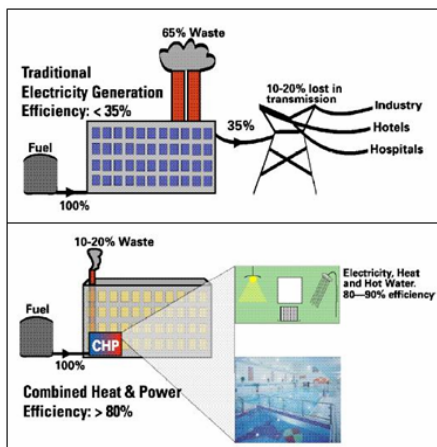 65% Waste
Traditional
Electricity Generation
Efficiency: < 35%
10-20% lost in
transmission
Industry
Hotels
Hospitals
35%
Fuel
100%
10-20% Waste
Electricity, Heat
and Hot Water.
80—90% efficiency
Fuel
CHP
100%
Combined Heat & Power
Efficiency: > 80%